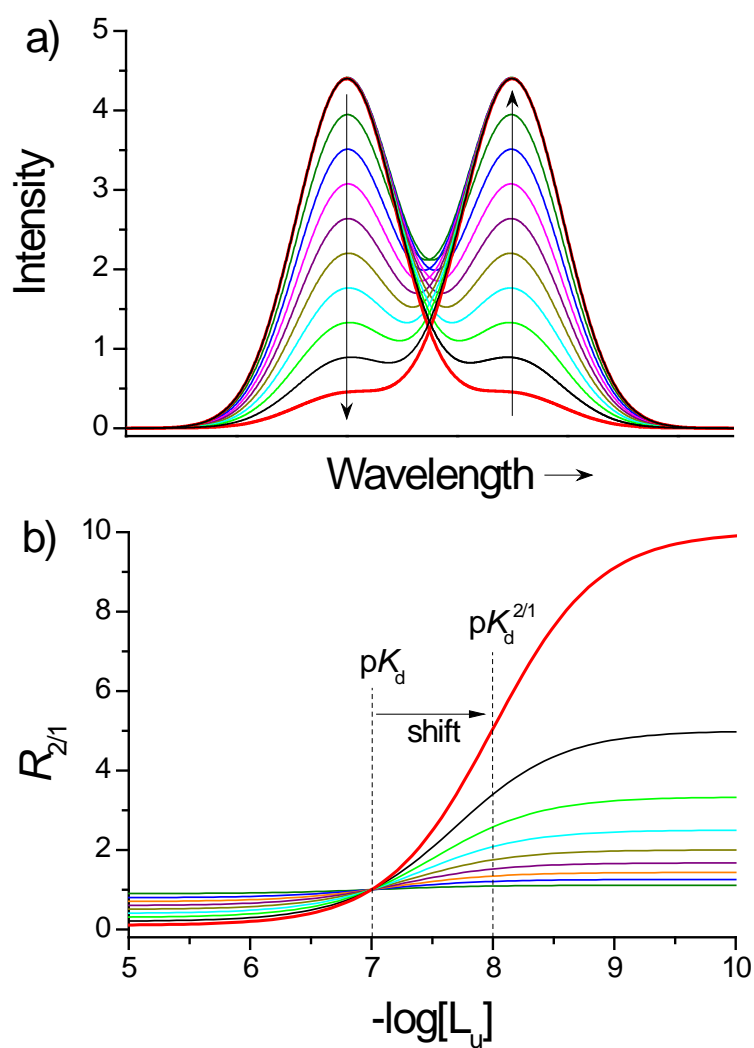 a)
5
4
3
2
1
0
Intensity
Wavelength
b)
10
8
6
4
2
0
R2/1
pKd
pKd2/1
shift
5 6 7 8 9 10
-log[Lu]